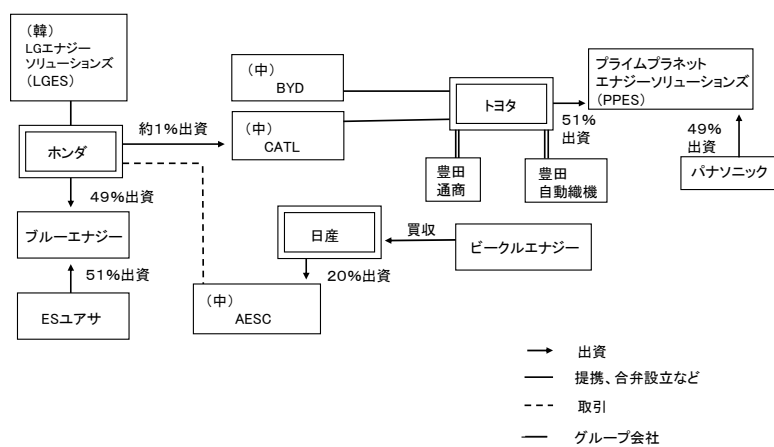 （韓）
LGエナジー
ソリューションズ
（LGES）
ホンダ
49％出資
ブルーエナジー
51％出資
ESユアサ
約1％出資
（中）
BYD
（中）
CATL
トヨタ
51％
出資
プライムプラネット
エナジーソリューションズ
（PPES）
49％
出資
パナソニック
豊田
通商
豊田
自動織機
日産
買収
ビークルエナジー
20％出資
（中）
AESC
出資
提携、合弁設立など
取引
グループ会社